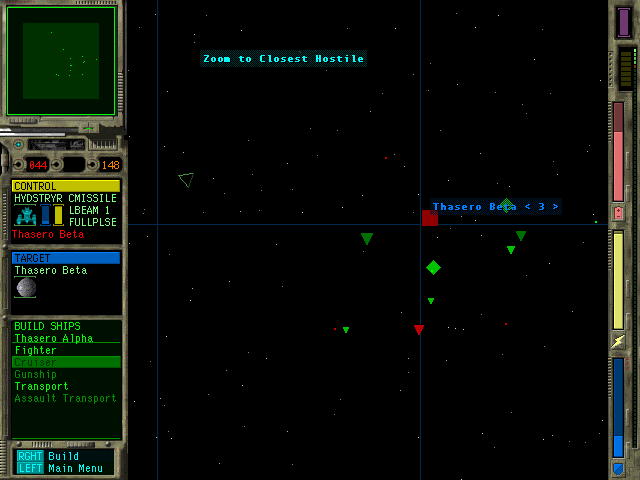 Zoom to Closest Hostile
044 148
CONTROL
HVDSTRYR CMISSILE
LBEAM 1
FULLPLSE
Thasero Beta
Thasero Beta < 3 >
TARGET
Thasero Beta
BUILD SHIPS
Thasero Alpha
Fighter
Cruiser
Gunship
Transport
Assault Transport
RGHT Build
LEFT Main Menu